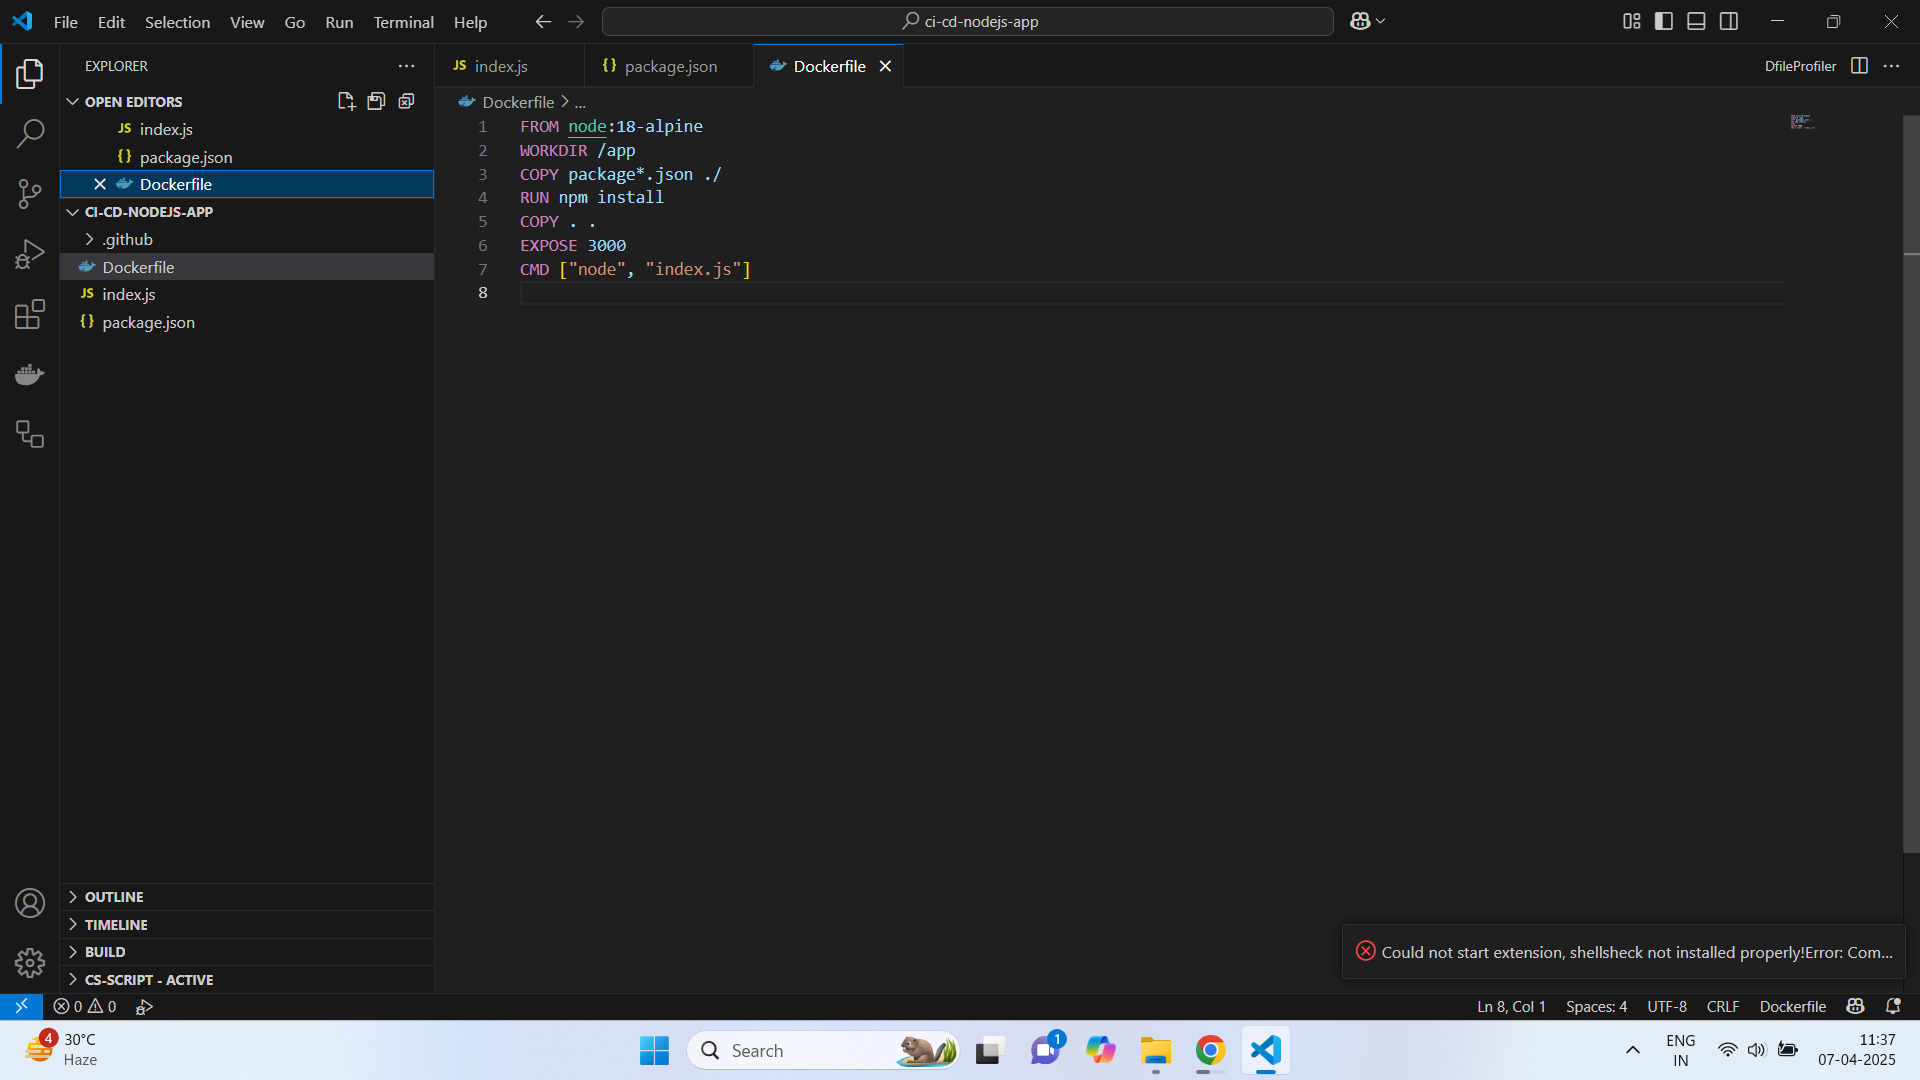 File Edit Selection View Go Run Terminal Help
ci-cd-nodejs-app
EXPLORER
OPEN EDITORS
JS index.js
{} package.json
Dockerfile
CI-CD-NODEJS-APP
.github
Dockerfile
JS index.js
{} package.json
OUTLINE
TIMELINE
BUILD
CS-SCRIPT - ACTIVE
JS index.js
{} package.json
Dockerfile
DfileProfiler
Dockerfile > ...
1 FROM node:18-alpine
2 WORKDIR /app
3 COPY package*.json ./
4 RUN npm install
5 COPY . .
6 EXPOSE 3000
7 CMD ["node", "index.js"]
8
Could not start extension, shellsheck not installed properly!Error: Com...
0 0
Ln 8, Col 1 Spaces: 4 UTF-8 CRLF Dockerfile
4
30°C
Haze
Search
1
ENG
IN
11:37
07-04-2025